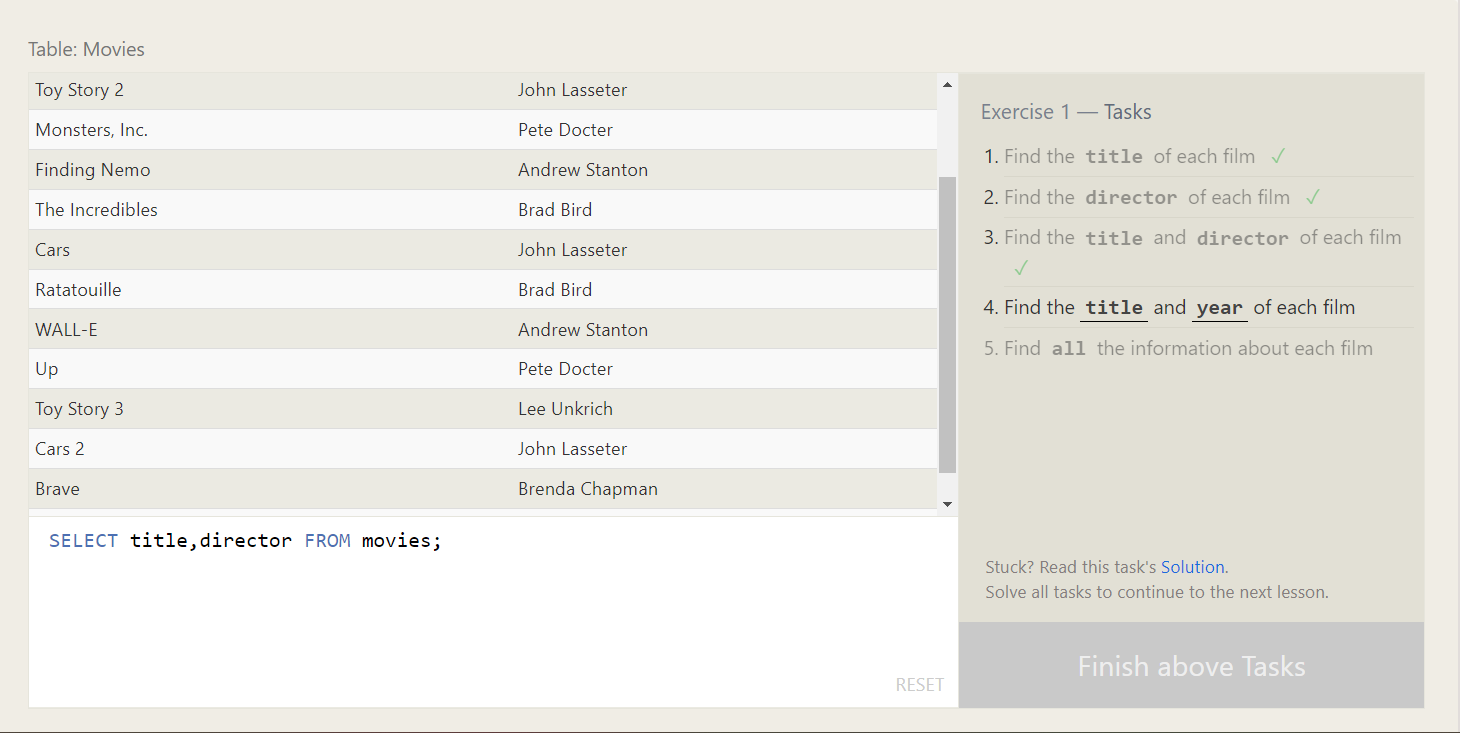 Table: Movies
Toy Story 2 John Lasseter
Monsters, Inc. Pete Docter
Finding Nemo Andrew Stanton
The Incredibles Brad Bird
Cars John Lasseter
Ratatouille Brad Bird
WALL-E Andrew Stanton
Up Pete Docter
Toy Story 3 Lee Unkrich
Cars 2 John Lasseter
Brave Brenda Chapman
SELECT title,director FROM movies;
RESET
Exercise 1 — Tasks
1. Find the title of each film ✓
2. Find the director of each film ✓
3. Find the title and director of each film
✓
4. Find the title and year of each film
5. Find all the information about each film
Stuck? Read this task's Solution.
Solve all tasks to continue to the next lesson.
Finish above Tasks